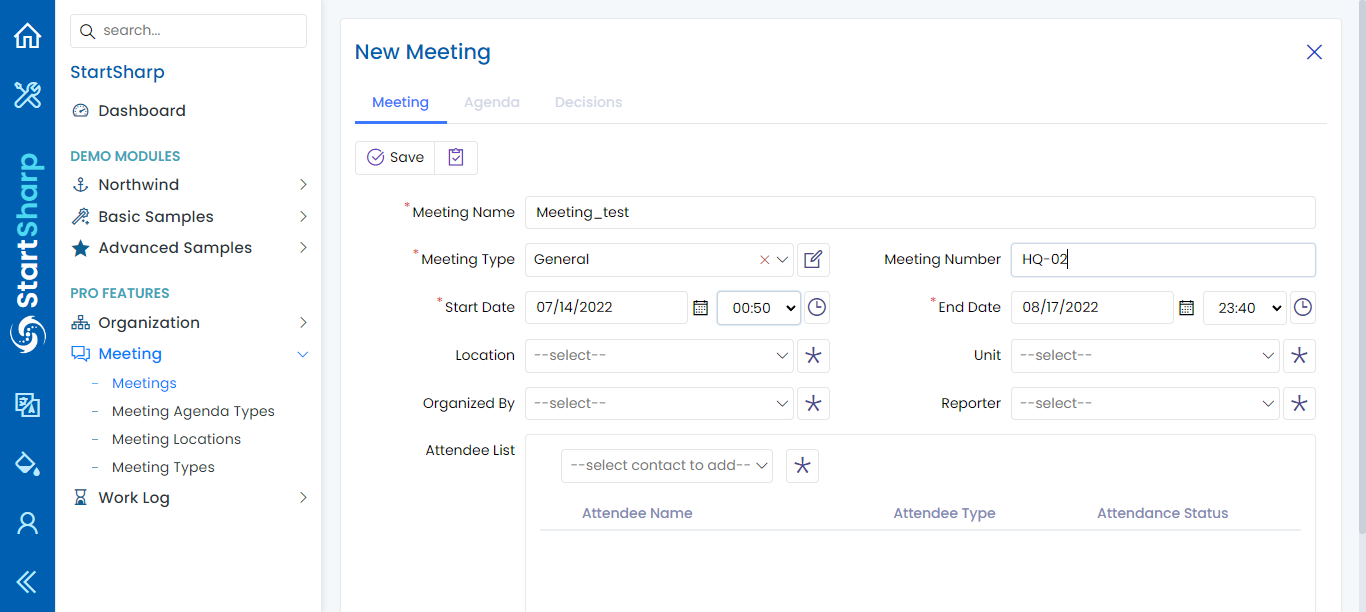 StartSharp
search...
StartSharp
Dashboard
DEMO MODULES
Northwind
Basic Samples
Advanced Samples
PRO FEATURES
Organization
Meeting
Meetings
Meeting Agenda Types
Meeting Locations
Meeting Types
Work Log
New Meeting
Meeting Agenda Decisions
Save
*Meeting Name Meeting_test
*Meeting Type General Meeting Number HQ-02
*Start Date 07/14/2022 00:50 *End Date 08/17/2022 23:40
Location --select-- Unit --select--
Organized By --select-- Reporter --select--
Attendee List --select contact to add--
Attendee Name Attendee Type Attendance Status